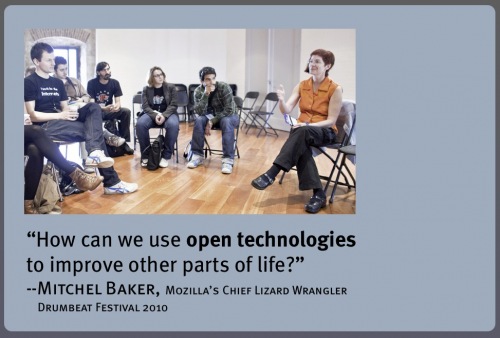 “How can we use open technologies
to improve other parts of life?”
--Mitchel Baker, Mozilla’s Chief Lizard Wrangler
Drumbeat Festival 2010